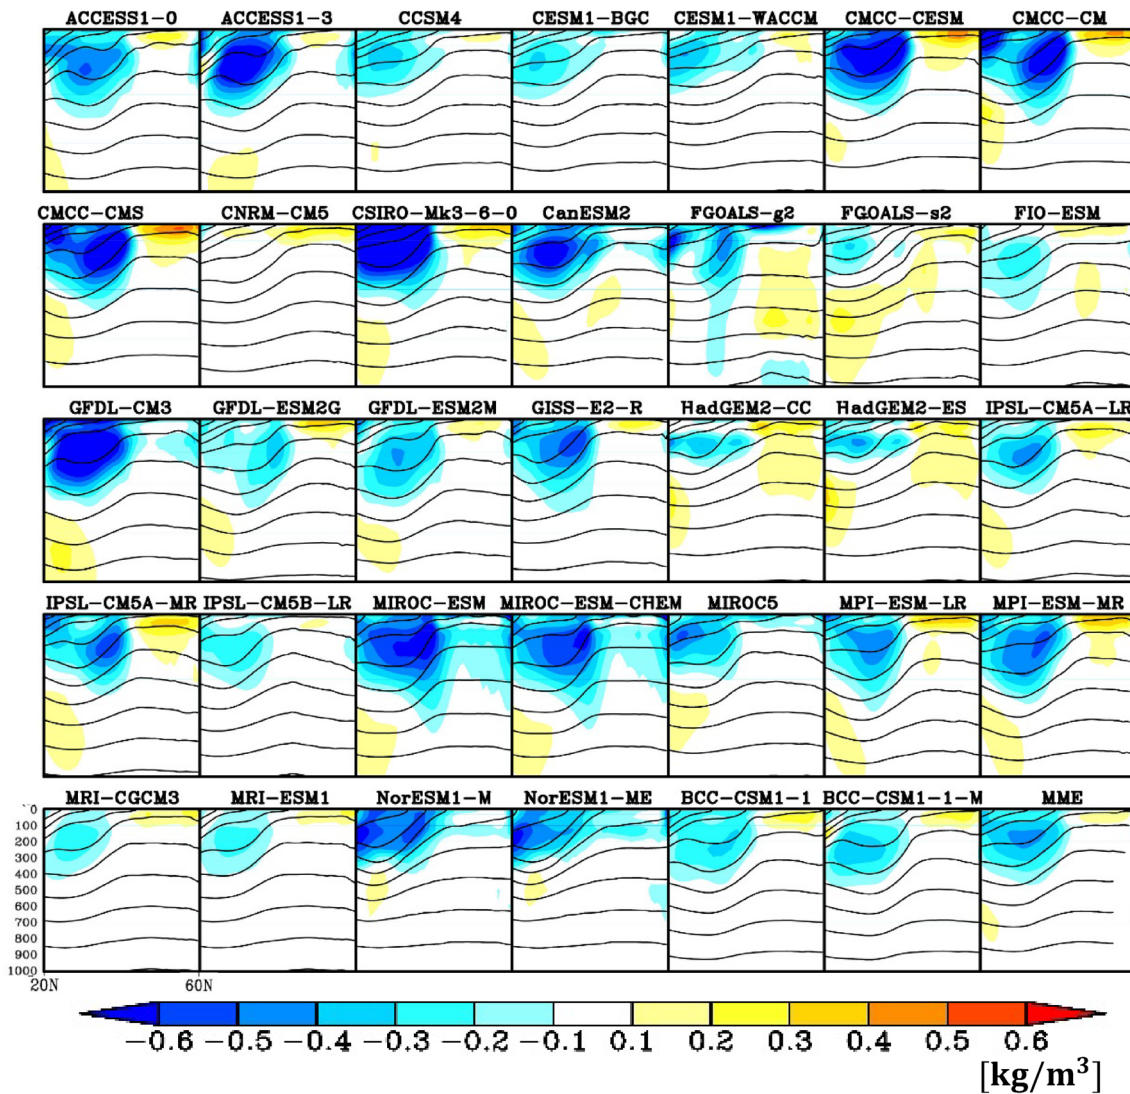 ACCESS1-0 ACCESS1-3 CCSM4 CESM1-BGC CESM1-WACCM CMCC-CESM CMCC-CM
CMCC-CMS CNRM-CM5 CSIRO-Mk3-6-0 CanESM2 FGOALS-g2 FGOALS-s2 FIO-ESM
GFDL-CM3 GFDL-ESM2G GFDL-ESM2M GISS-E2-R HadGEM2-CC HadGEM2-ES IPSL-CM5A-LR
IPSL-CM5A-MR IPSL-CM5B-LR MIROC-ESM MIROC-ESM-CHEM MIROC5 MPI-ESM-LR MPI-ESM-MR
MRI-CGCM3 MRI-ESM1 NorESM1-M NorESM1-ME BCC-CSM1-1 BCC-CSM1-1-M MME
0
100
200
300
400
500
600
700
800
900
1000
20N 60N
-0.6 -0.5 -0.4 -0.3 -0.2 -0.1 0.1 0.2 0.3 0.4 0.5 0.6
[kg/m³]